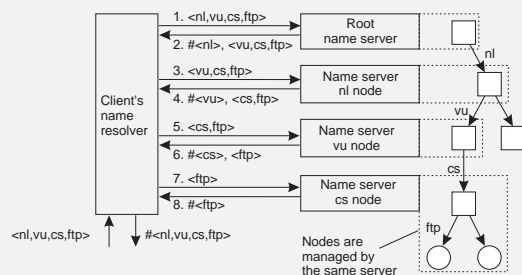 1. <nl,vu,cs,ftp>
2. #<nl>, <vu,cs,ftp>
Root
name server
nl
3. <vu,cs,ftp>
4. #<vu>, <cs,ftp>
Name server
nl node
vu
Client's
name
resolver
5. <cs,ftp>
6. #<cs>, <ftp>
Name server
vu node
cs
7. <ftp>
8. #<ftp>
Name server
cs node
ftp
<nl,vu,cs,ftp>
#<nl,vu,cs,ftp>
Nodes are
managed by
the same server